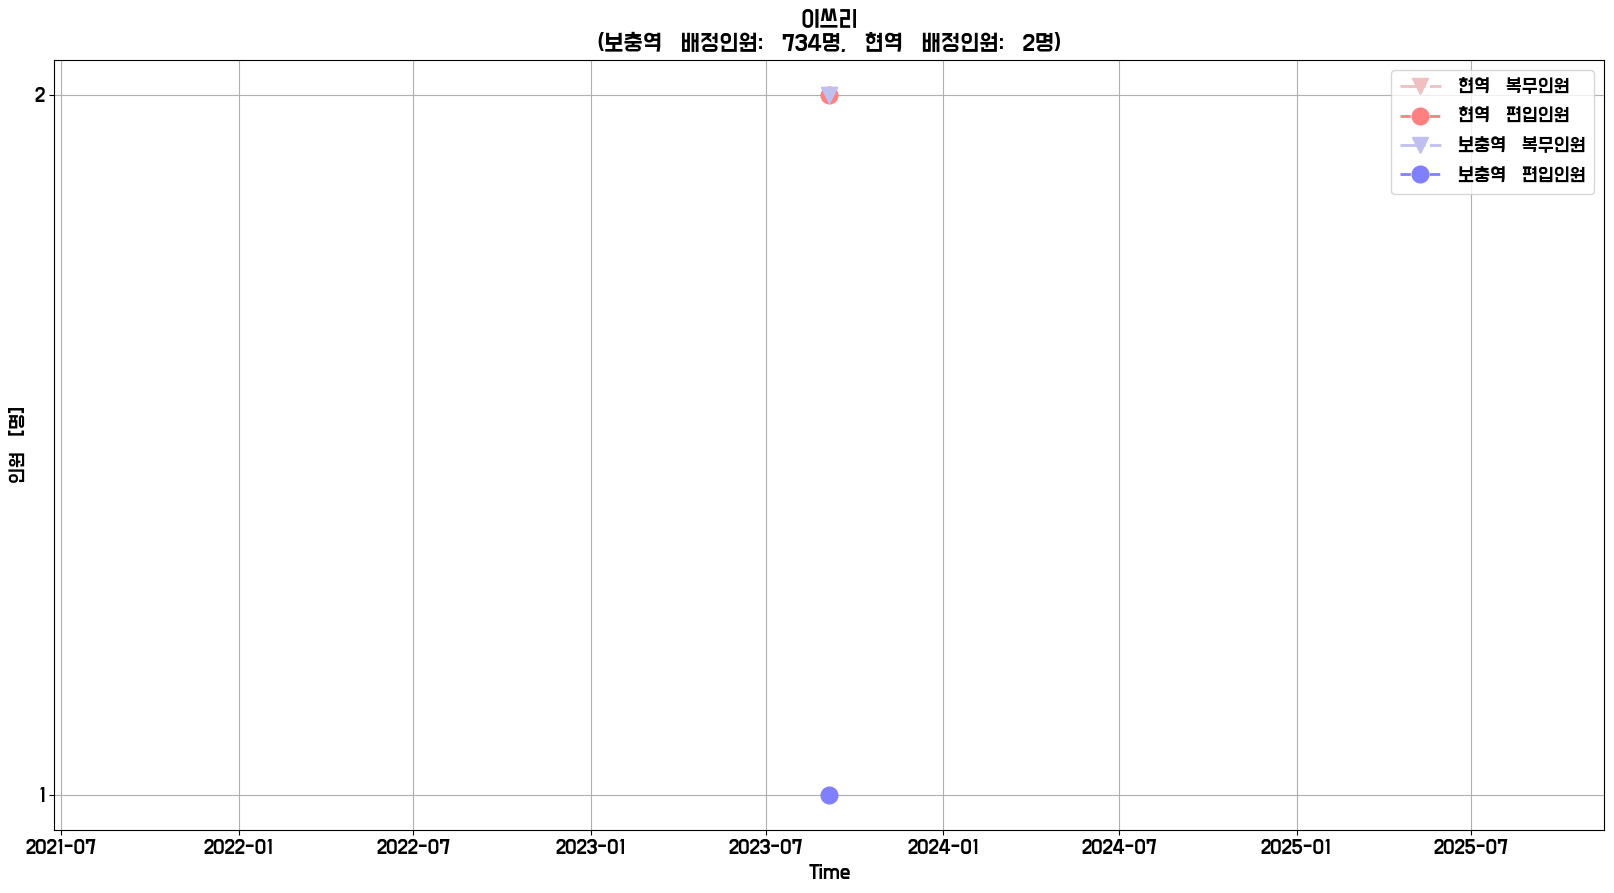 이쓰리
(보충역 배정인원: 734명, 현역 배정인원: 2명)
현역 복무인원
현역 편입인원
보충역 복무인원
보충역 편입인원
인원 [명]
2
1
2021-07 2022-01 2022-07 2023-01 2023-07 2024-01 2024-07 2025-01 2025-07
Time